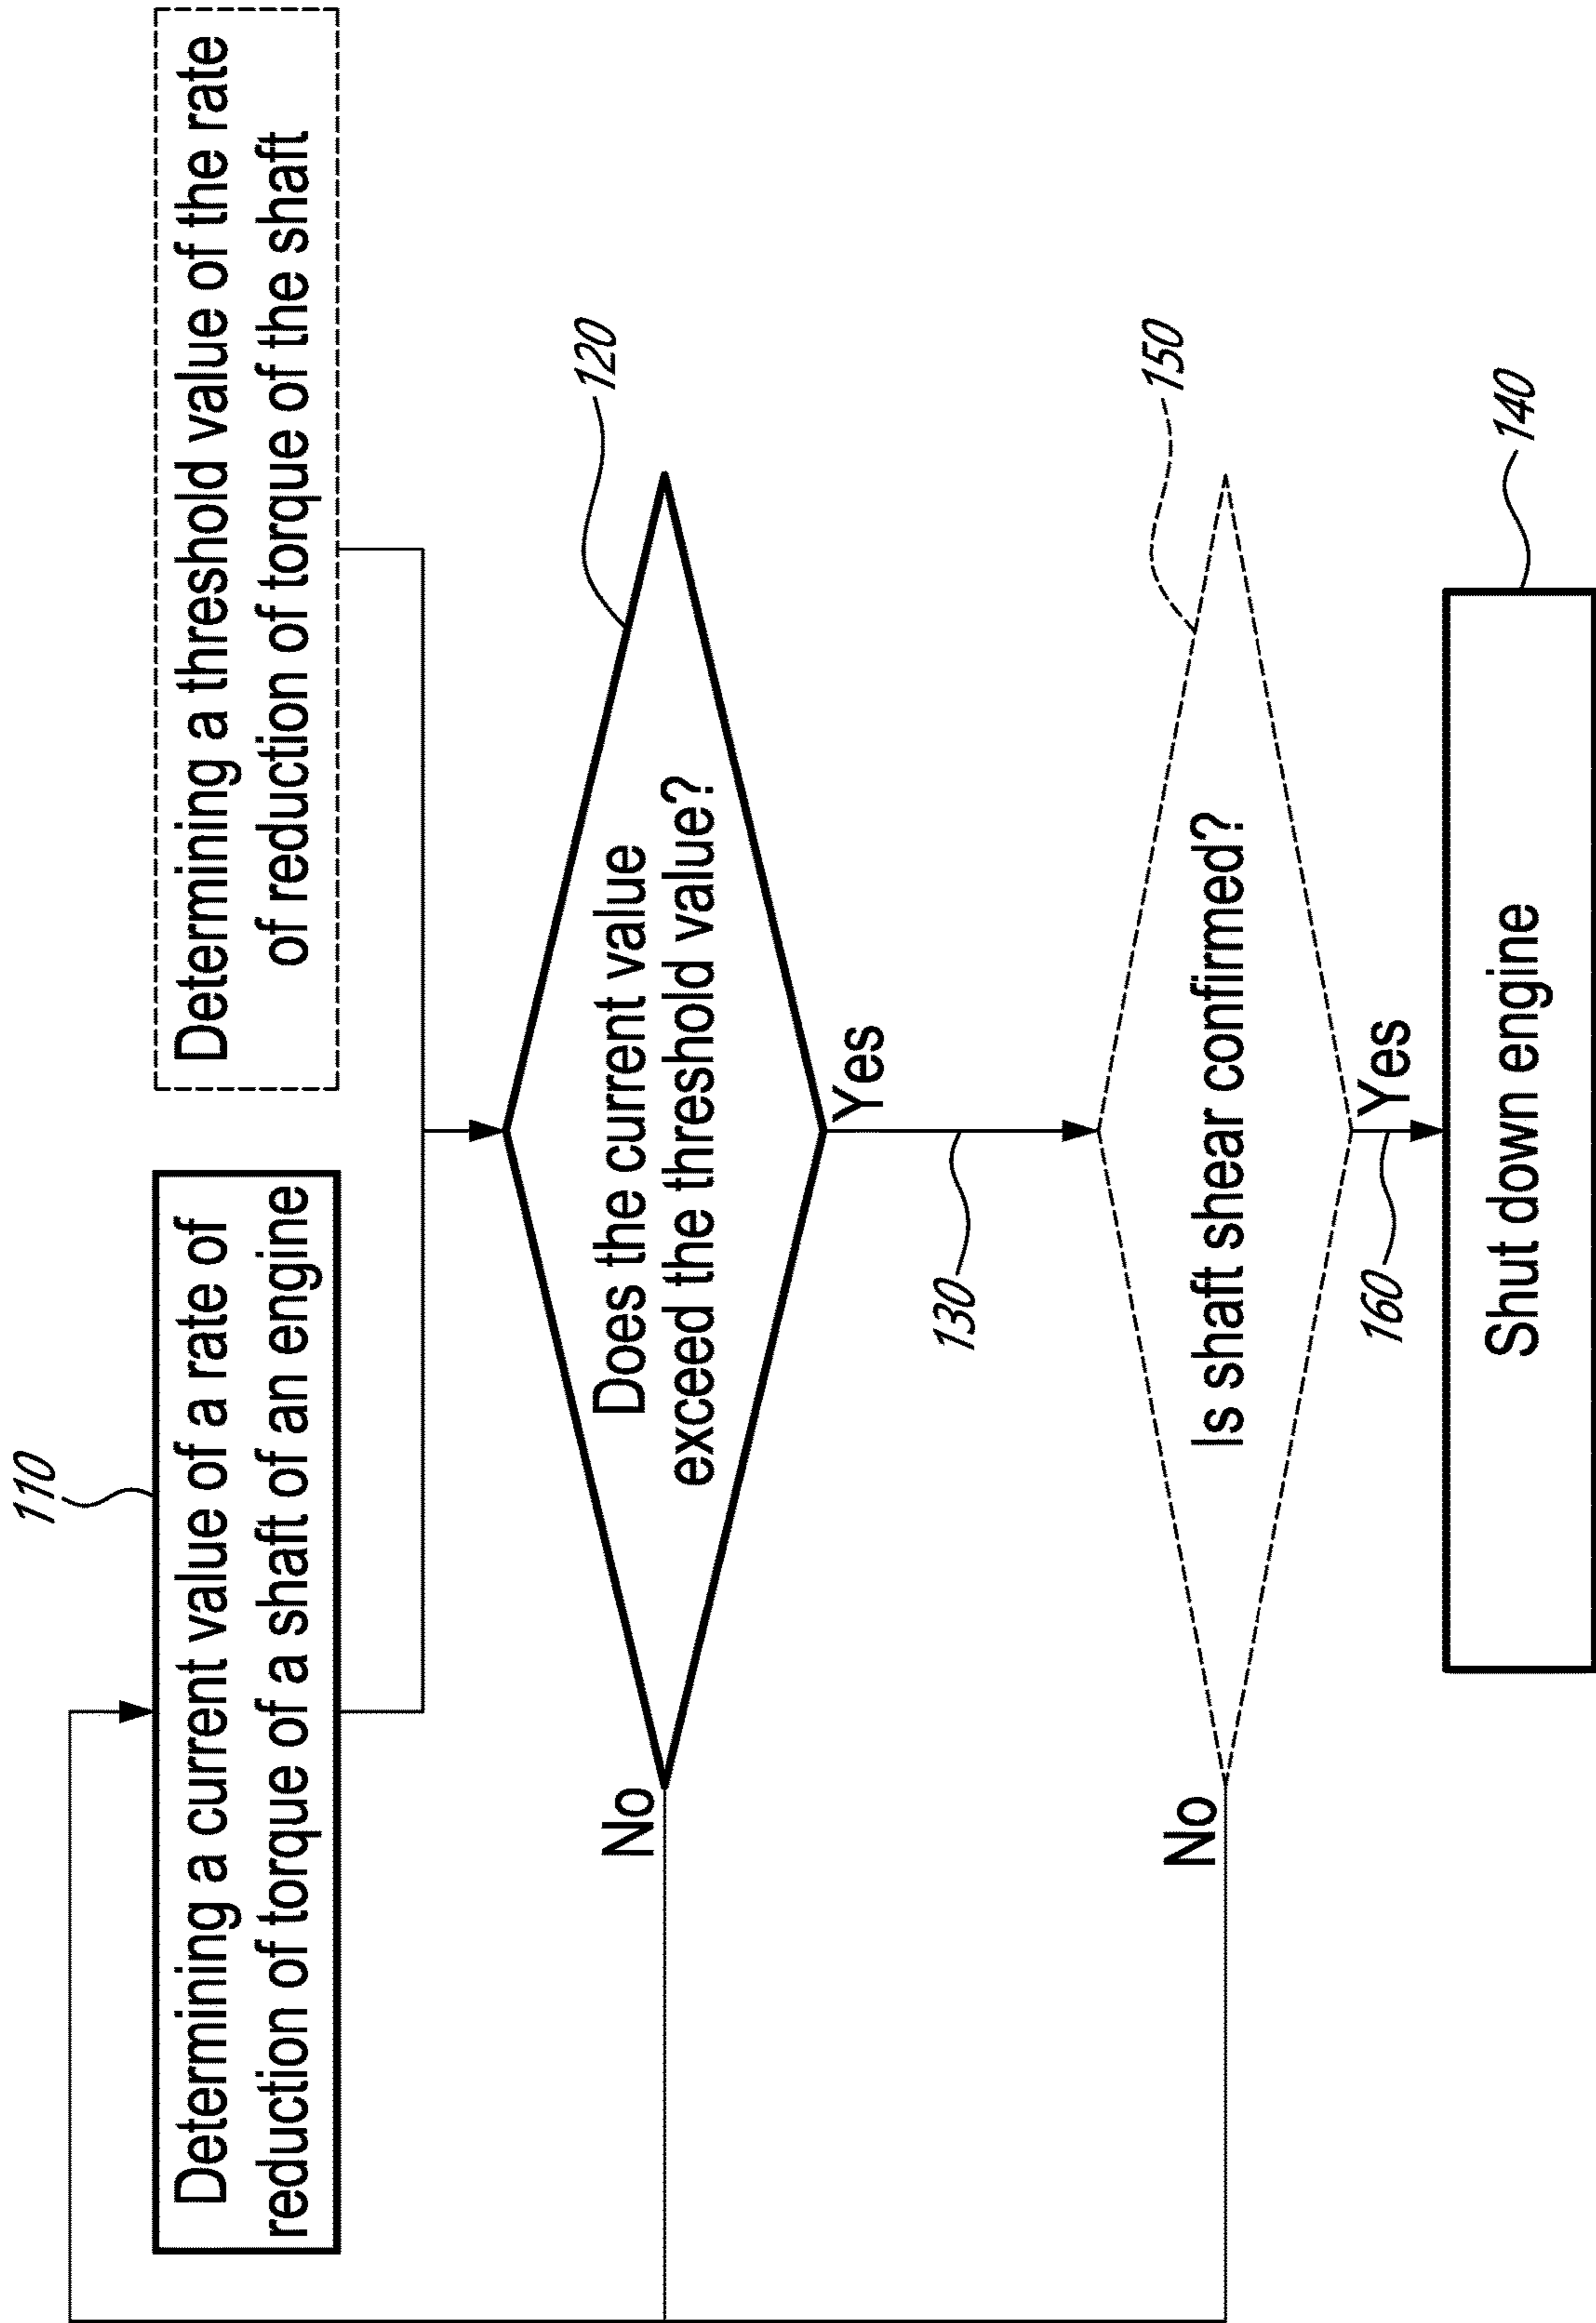 110
Determining a current value of a rate of
reduction of torque of a shaft of an engine
Determining a threshold value of the rate
of reduction of torque of the shaft
120
Does the current value
exceed the threshold value?
No
Yes
130
150
Is shaft shear confirmed?
No
Yes
160
140
Shut down engine